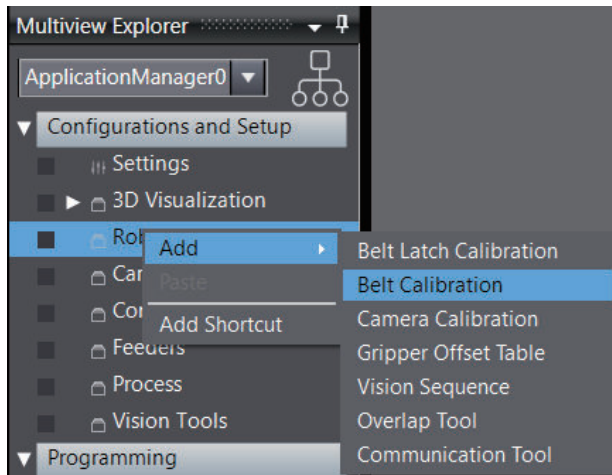 Multiview Explorer
ApplicationManager0
Configurations and Setup
Settings
3D Visualization
Add
Paste
Add Shortcut
Feeders
Process
Vision Tools
Programming
Belt Latch Calibration
Belt Calibration
Camera Calibration
Gripper Offset Table
Vision Sequence
Overlap Tool
Communication Tool